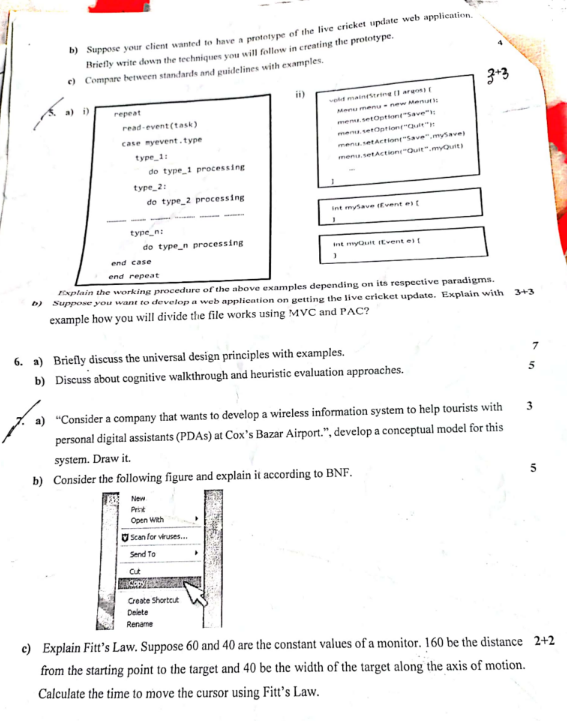 b) Suppose your client wanted to have a prototype of the live cricket update web application.
Briefly write down the techniques you will follow in creating the prototype.
c) Compare between standards and guidelines with examples.
4
3+3
5. a) i)
repeat
read-event(task)
case myevent.type
type_1:
do type_1 processing
type_2:
do type_2 processing
type_n:
do type_n processing
end case
end repeat
ii)
void main(String [] args) {
Menu menu = new Menu();
menu.setOption("Save");
menu.setOption("Quit");
menu.setAction("Save",mySave)
menu.setAction("Quit",myQuit)
}
int mySave (Event e) {
}
int myQuit (Event e) {
}
Explain the working procedure of the above examples depending on its respective paradigms.
b) Suppose you want to develop a web application on getting the live cricket update. Explain with 3+3
example how you will divide the file works using MVC and PAC?
6. a) Briefly discuss the universal design principles with examples. 7
b) Discuss about cognitive walkthrough and heuristic evaluation approaches. 5
7. a) “Consider a company that wants to develop a wireless information system to help tourists with 3
personal digital assistants (PDAs) at Cox’s Bazar Airport.”, develop a conceptual model for this
system. Draw it.
b) Consider the following figure and explain it according to BNF. 5
New
Print
Open With
Scan for viruses...
Send To
Cut
Copy
Create Shortcut
Delete
Rename
c) Explain Fitt’s Law. Suppose 60 and 40 are the constant values of a monitor. 160 be the distance 2+2
from the starting point to the target and 40 be the width of the target along the axis of motion.
Calculate the time to move the cursor using Fitt’s Law.